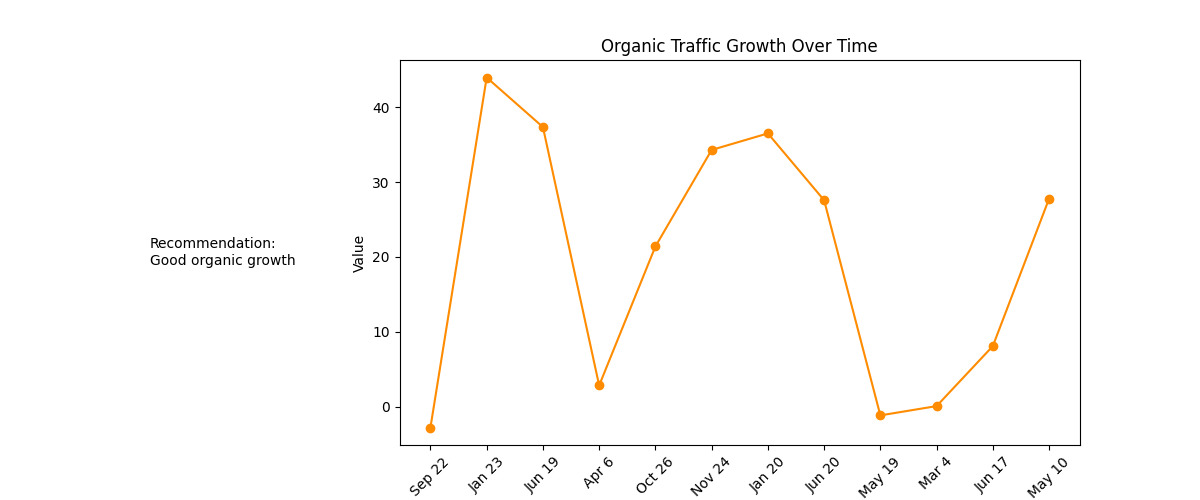 Organic Traffic Growth Over Time
Recommendation:
Good organic growth
Value
40
30
20
10
0
Sep 22
Jan 23
Jun 19
Apr 6
Oct 26
Nov 24
Jan 20
Jun 20
May 19
Mar 4
Jun 17
May 10